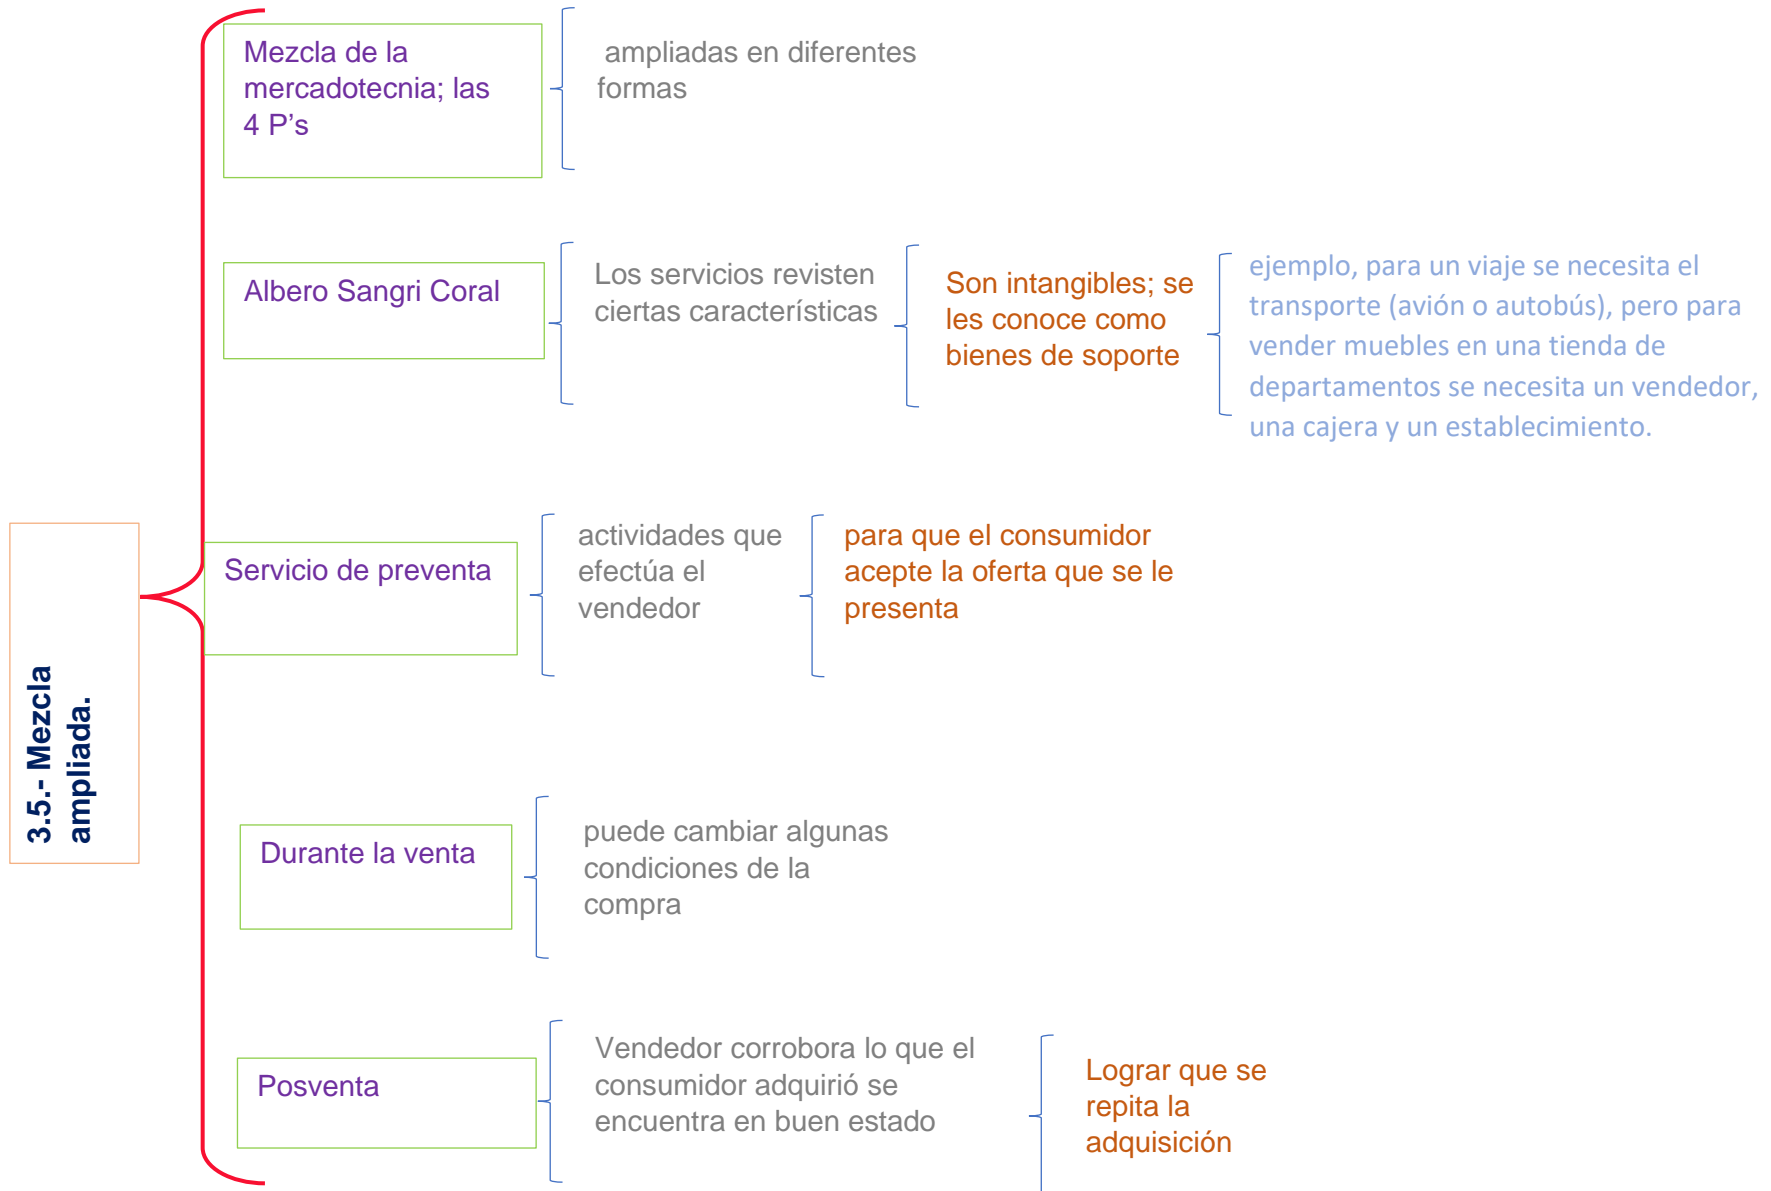 3.5.- Mezcla
ampliada.
Mezcla de la
mercadotecnia; las
4 P’s
ampliadas en diferentes
formas
Albero Sangri Coral
Los servicios revisten
ciertas características
Son intangibles; se
les conoce como
bienes de soporte
ejemplo, para un viaje se necesita el
transporte (avión o autobús), pero para
vender muebles en una tienda de
departamentos se necesita un vendedor,
una cajera y un establecimiento.
Servicio de preventa
actividades que
efectúa el
vendedor
para que el consumidor
acepte la oferta que se le
presenta
Durante la venta
puede cambiar algunas
condiciones de la
compra
Posventa
Vendedor corrobora lo que el
consumidor adquirió se
encuentra en buen estado
Lograr que se
repita la
adquisición